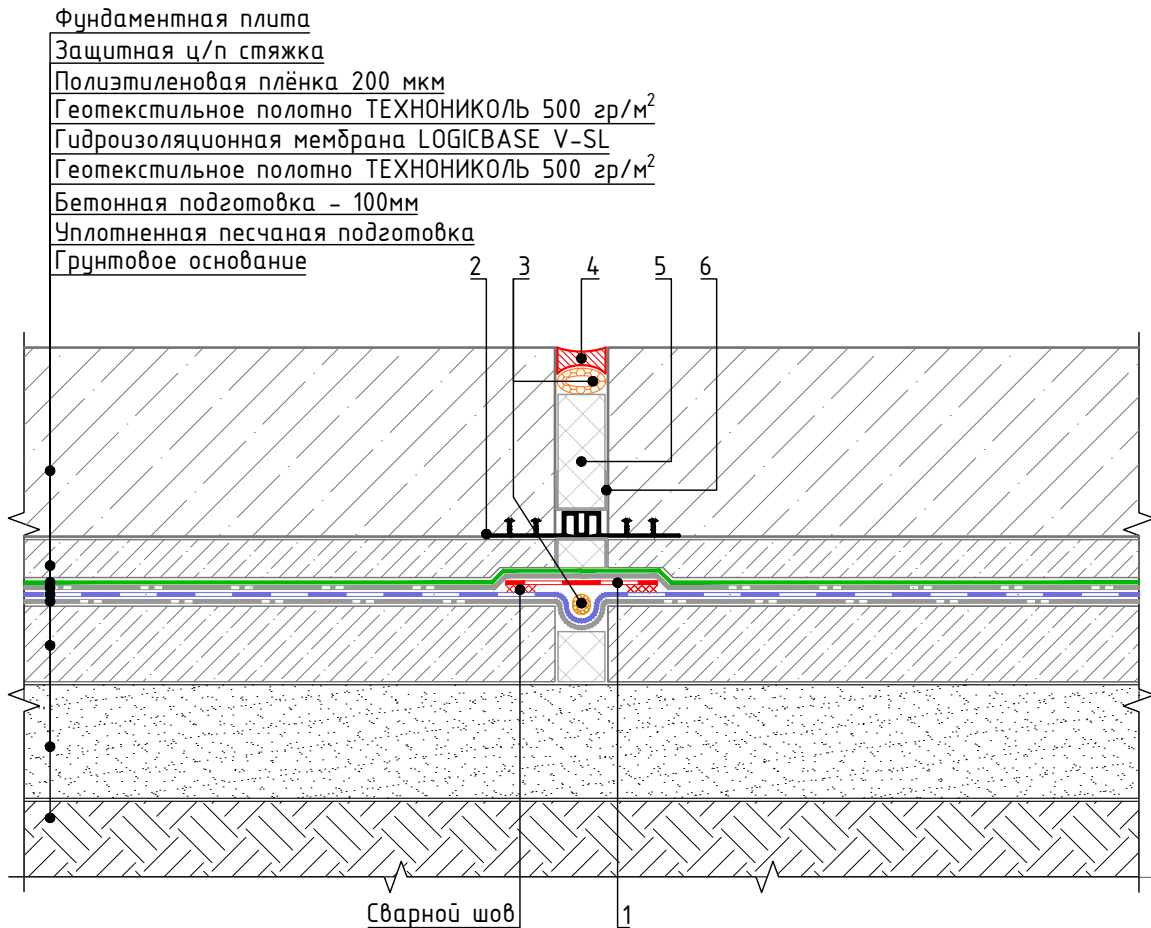 Фундаментная плита
Защитная ц/п стяжка
Полиэтиленовая плёнка 200 мкм
Геотекстильное полотно ТЕХНОНИКОЛЬ 500 гр/м²
Гидроизоляционная мембрана LOGICBASE V-SL
Геотекстильное полотно ТЕХНОНИКОЛЬ 500 гр/м²
Бетонная подготовка - 100мм
Уплотненная песчаная подготовка
Грунтовое основание
2 3 4 5 6
Сварной шов 1